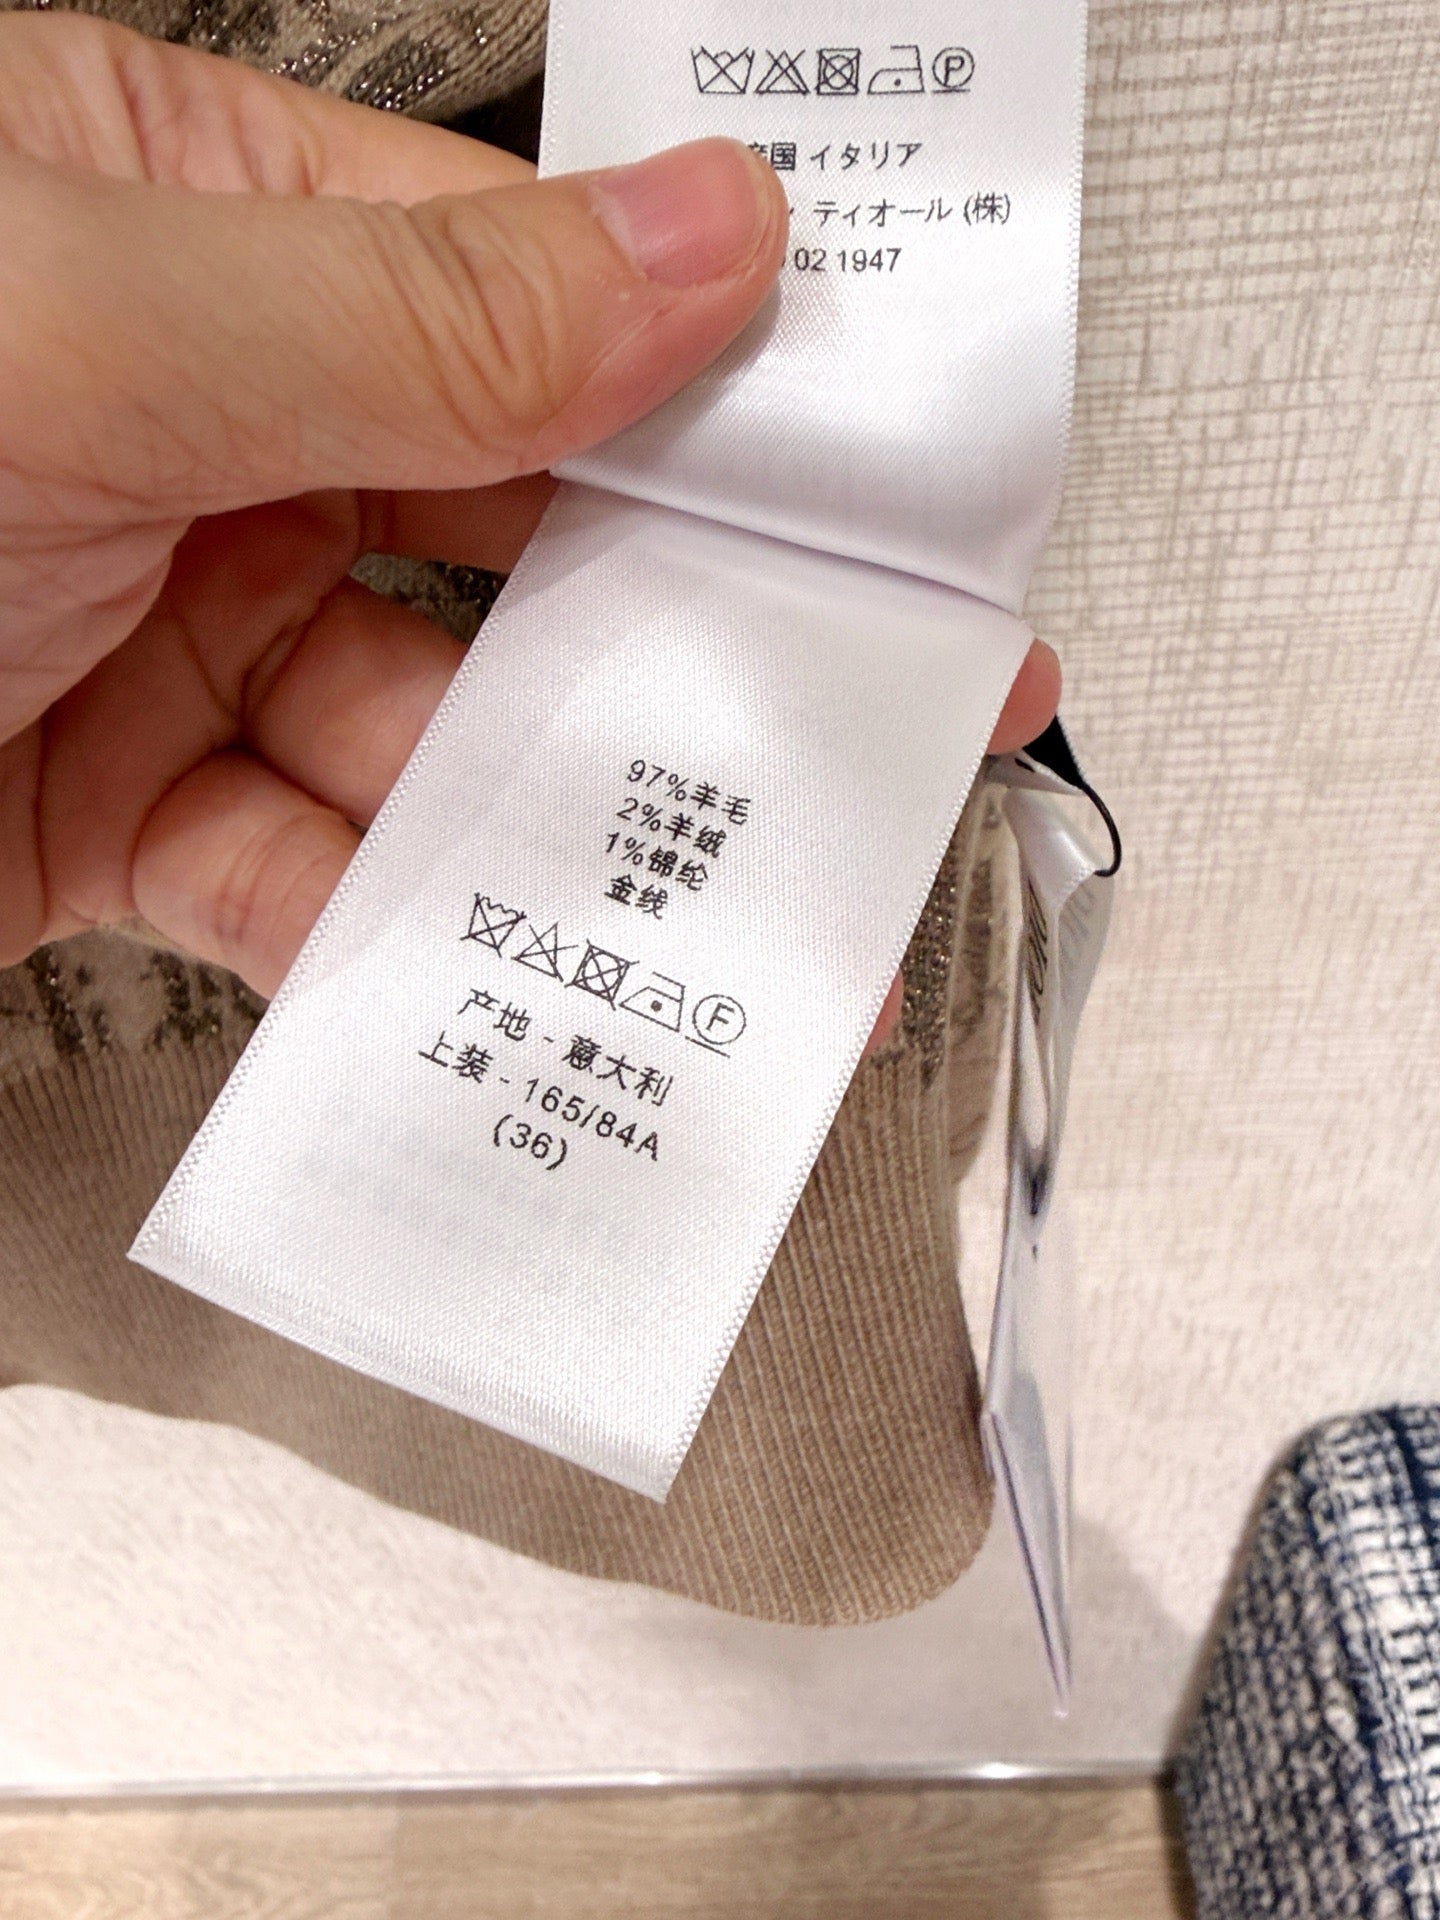 P
国 イタリア
ティオール (株)
02 1947
97%羊毛
2%羊绒
1%锦纶
金线
F
产地 - 意大利
上装 - 165/84A
(36)